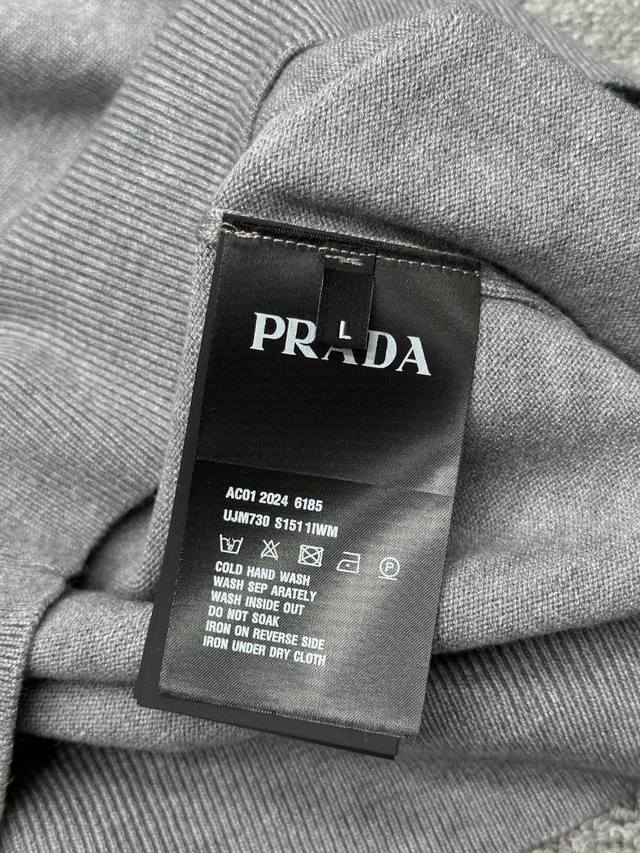 L
PRADA
AC01 2024 6185
UJM730 S151 1IWM
COLD HAND WASH
WASH SEP ARATELY
WASH INSIDE OUT
DO NOT SOAK
IRON ON REVERSE SIDE
IRON UNDER DRY CLOTH